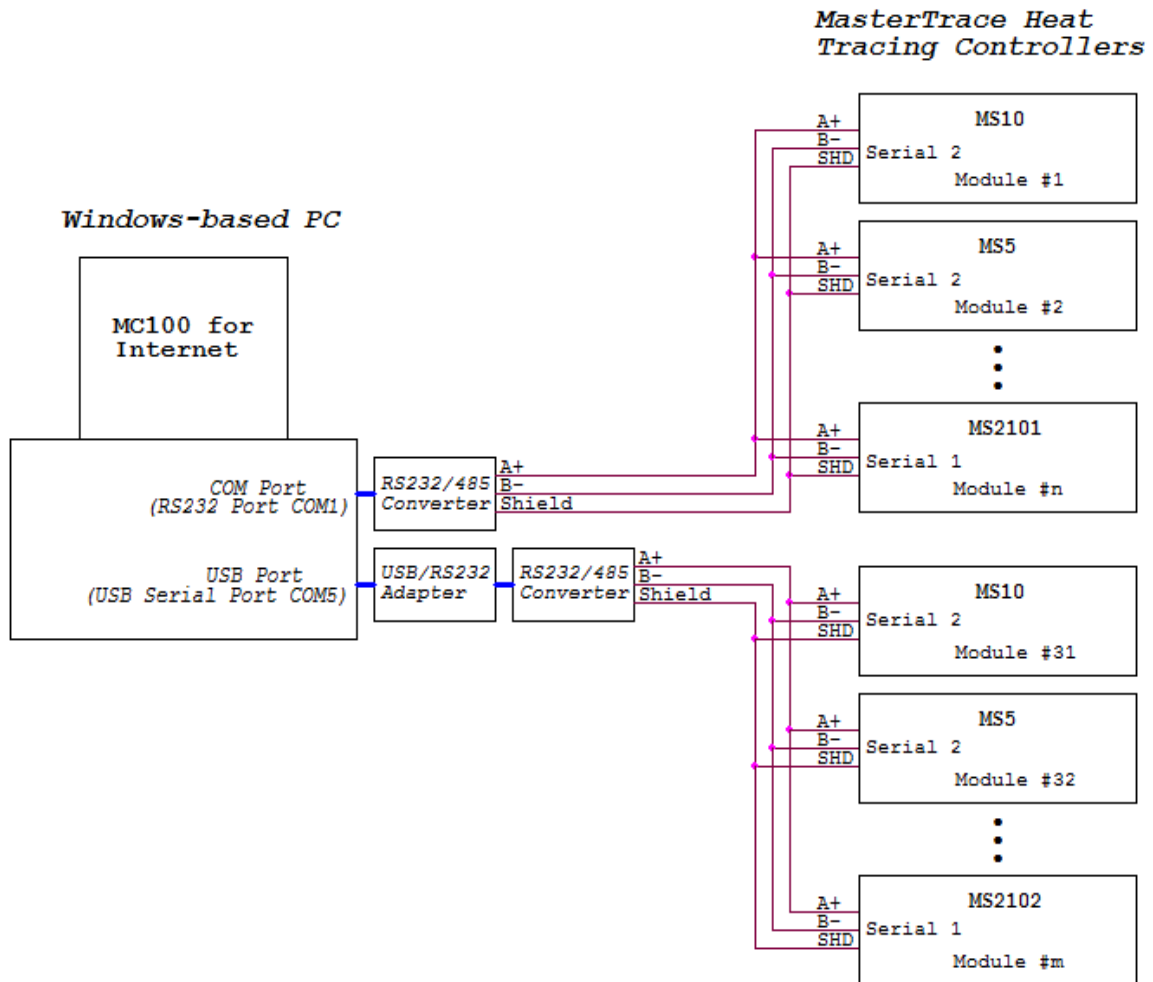 MasterTrace Heat
Tracing Controllers
Windows-based PC
MC100 for
Internet
COM Port
(RS232 Port COM1)
USB Port
(USB Serial Port COM5)
RS232/485
Converter
A+
B-
Shield
USB/RS232
Adapter
RS232/485
Converter
A+
B-
Shield
A+
B-
SHD
MS10
Serial 2
Module #1
A+
B-
SHD
MS5
Serial 2
Module #2
A+
B-
SHD
MS2101
Serial 1
Module #n
A+
B-
SHD
MS10
Serial 2
Module #31
A+
B-
SHD
MS5
Serial 2
Module #32
A+
B-
SHD
MS2102
Serial 1
Module #m